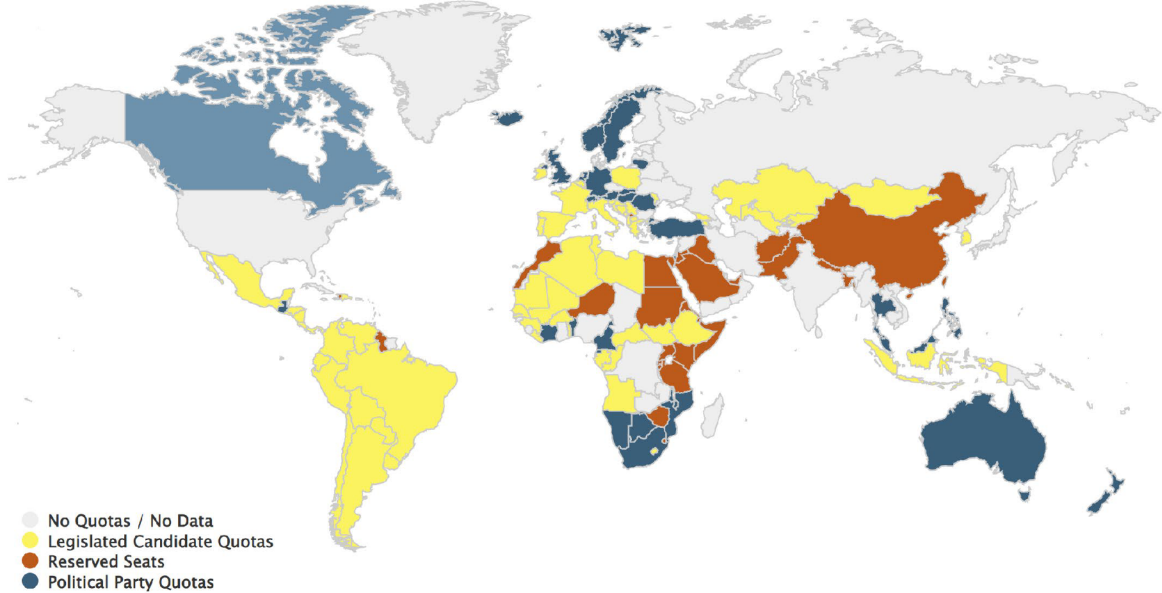 No Quotas / No Data
Legislated Candidate Quotas
Reserved Seats
Political Party Quotas